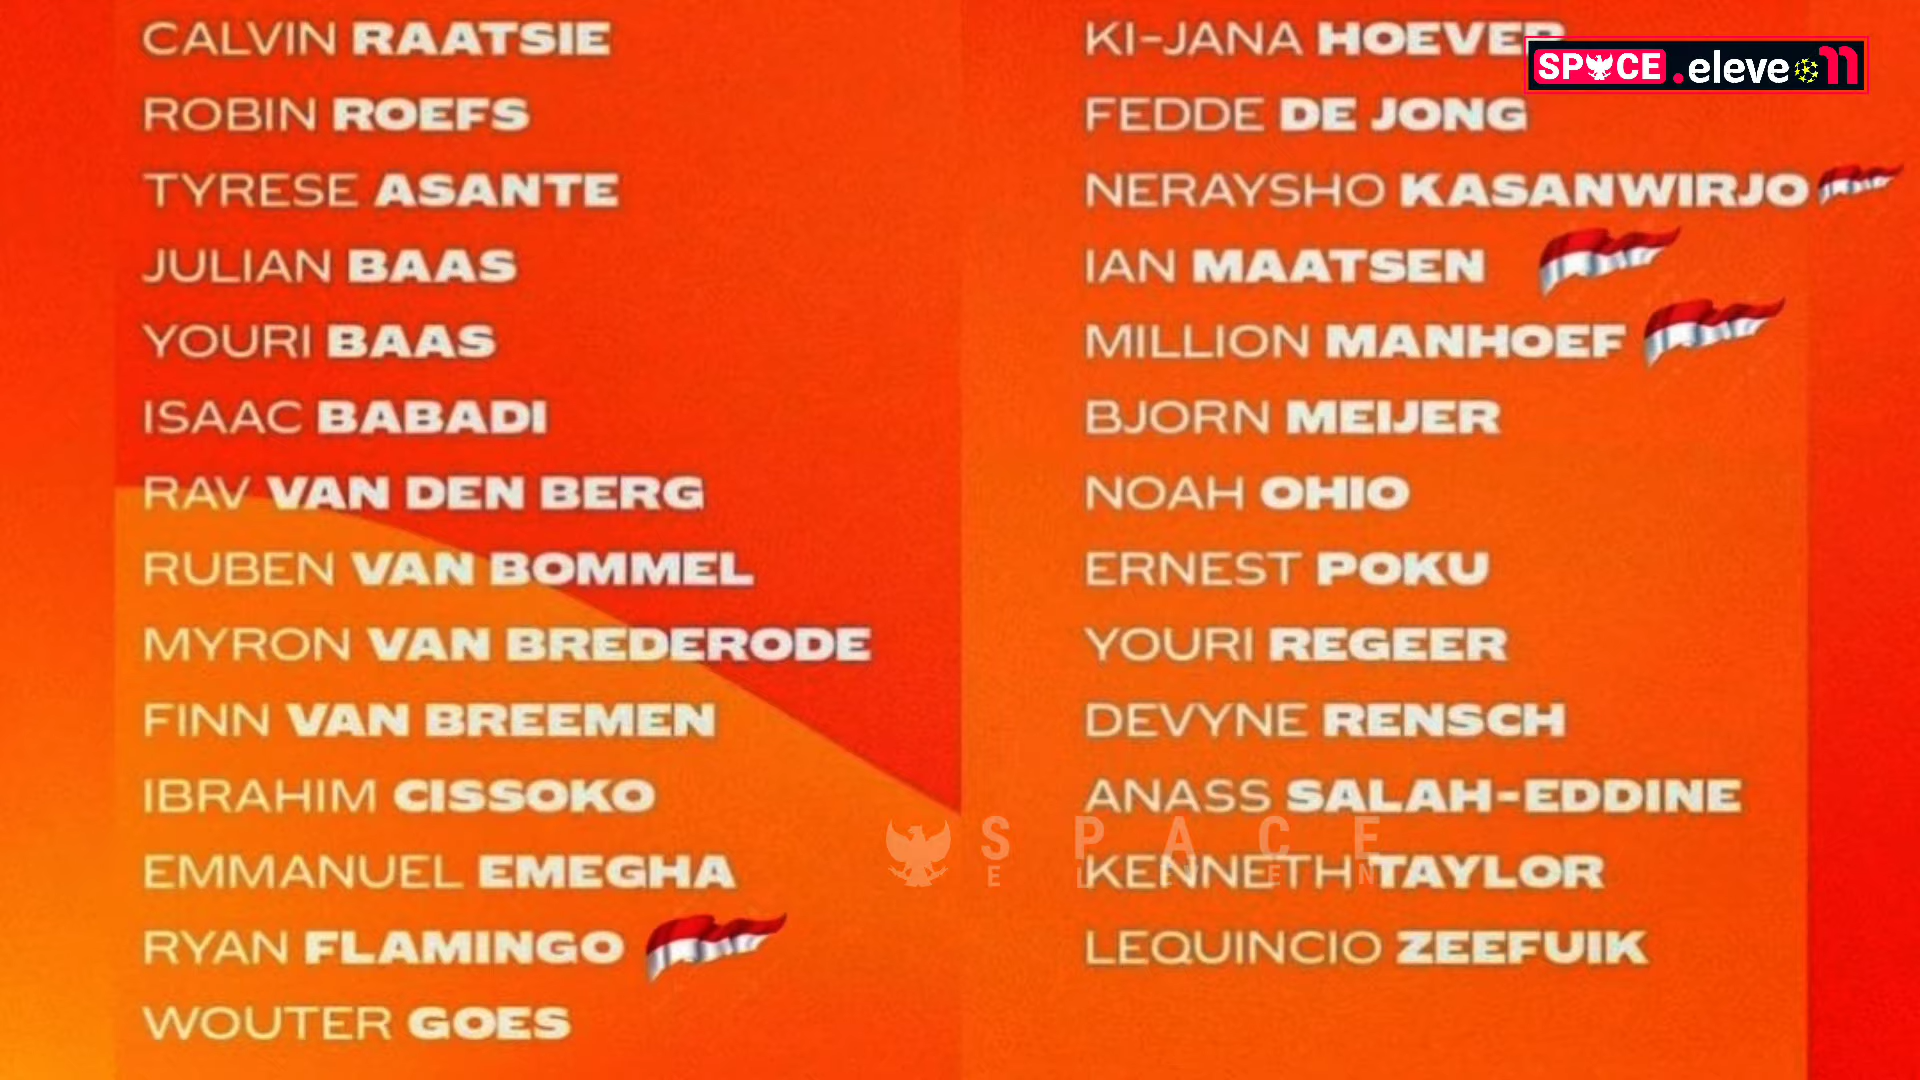 CALVIN RAATSIE
ROBIN ROEFS
TYRESE ASANTE
JULIAN BAAS
YOURI BAAS
ISAAC BABADI
RAV VAN DEN BERG
RUBEN VAN BOMMEL
MYRON VAN BREDERODE
FINN VAN BREEMEN
IBRAHIM CISSOKO
EMMANUEL EMEGHA
RYAN FLAMINGO
WOUTER GOES
KI-JANA HOEVER
FEDDE DE JONG
NERAYSHO KASANWIRJO
IAN MAATSEN
MILLION MANHOEF
BJORN MEIJER
NOAH OHIO
ERNEST POKU
YOURI REGEER
DEVYNE RENSCH
ANASS SALAH-EDDINE
KENNETH TAYLOR
LEQUINCIO ZEEFUIK
SPACE.eleve11
SPACE